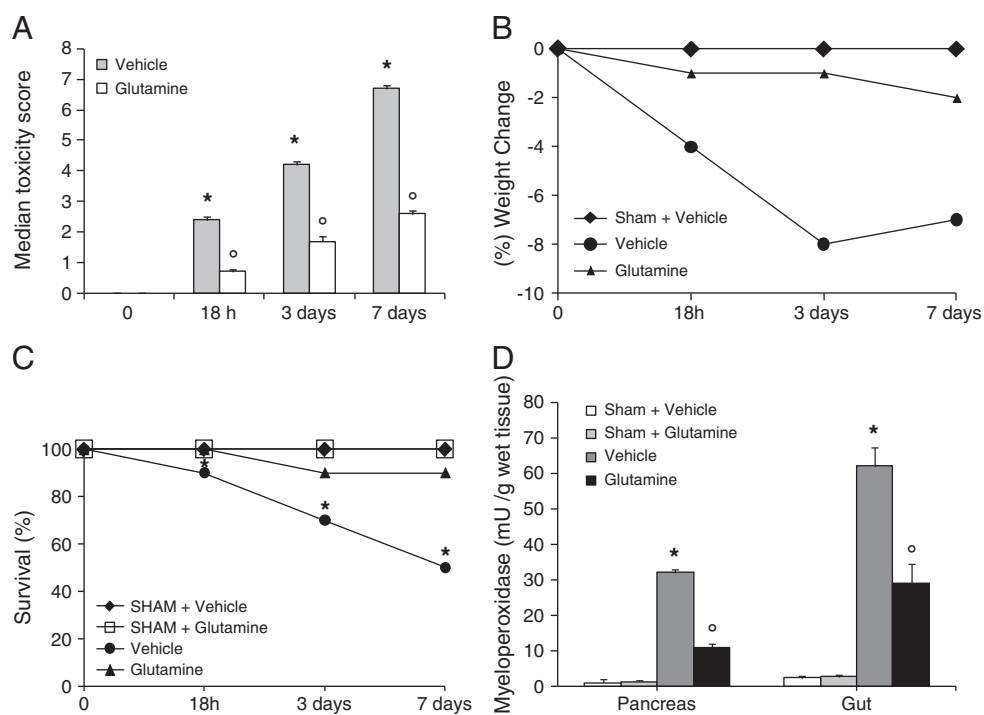 A
Median toxicity score
8
7
6
5
4
3
2
1
0
Vehicle
Glutamine
*
*
*
°
°
°
0
18 h
3 days
7 days
B
(%) Weight Change
0
-2
-4
-6
-8
-10
Sham + Vehicle
Vehicle
Glutamine
0
18h
3 days
7 days
C
Survival (%)
100
80
60
40
20
0
*
*
*
SHAM + Vehicle
SHAM + Glutamine
Vehicle
Glutamine
0
18h
3 days
7 days
D
Myeloperoxidase (mU /g wet tissue)
80
70
60
50
40
30
20
10
0
Sham + Vehicle
Sham + Glutamine
Vehicle
Glutamine
*
°
*
°
Pancreas
Gut